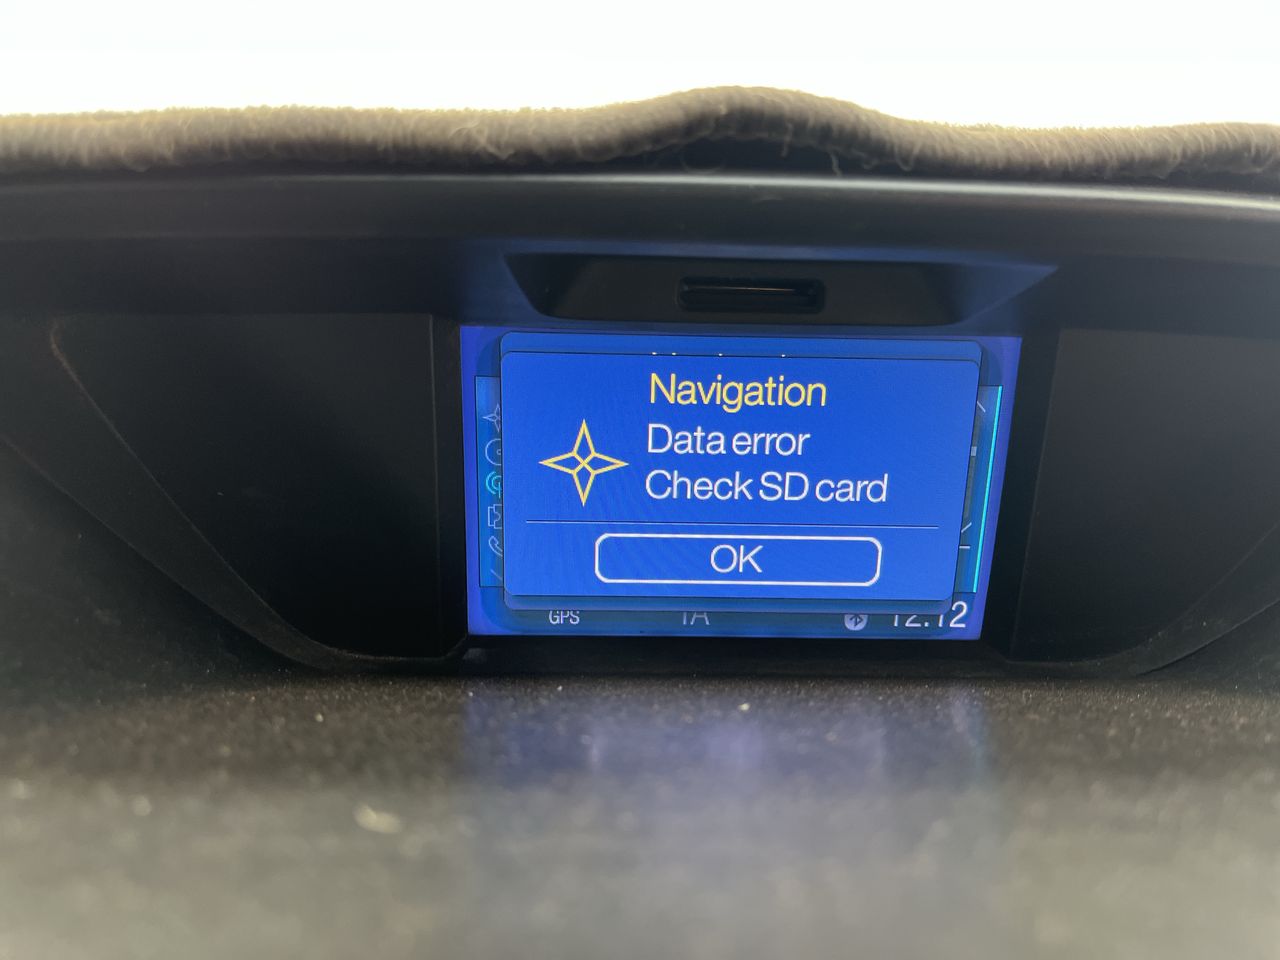 Navigation
Data error
Check SD card
OK
GPS
12:12